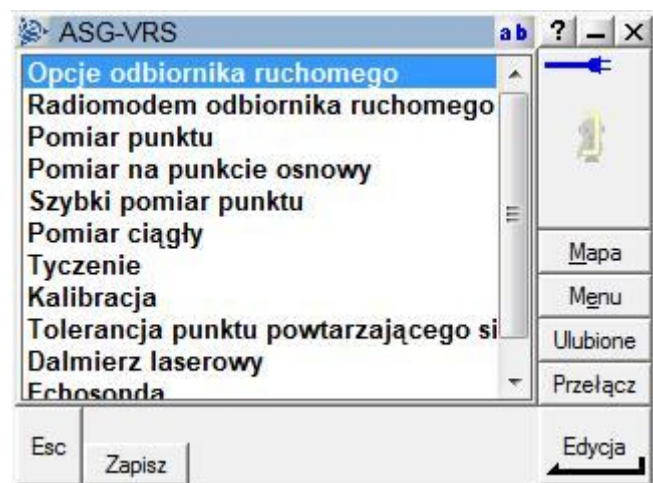 ASG-VRS ab ? – ×
Opcje odbiornika ruchomego
Radiomodem odbiornika ruchomego
Pomiar punktu
Pomiar na punkcie osnowy
Szybki pomiar punktu
Pomiar ciągły
Tyczenie
Kalibracja
Tolerancja punktu powtarzającego si
Dalmierz laserowy
Echosonda
Mapa
Menu
Ulubione
Przełącz
Esc
Zapisz
Edycja